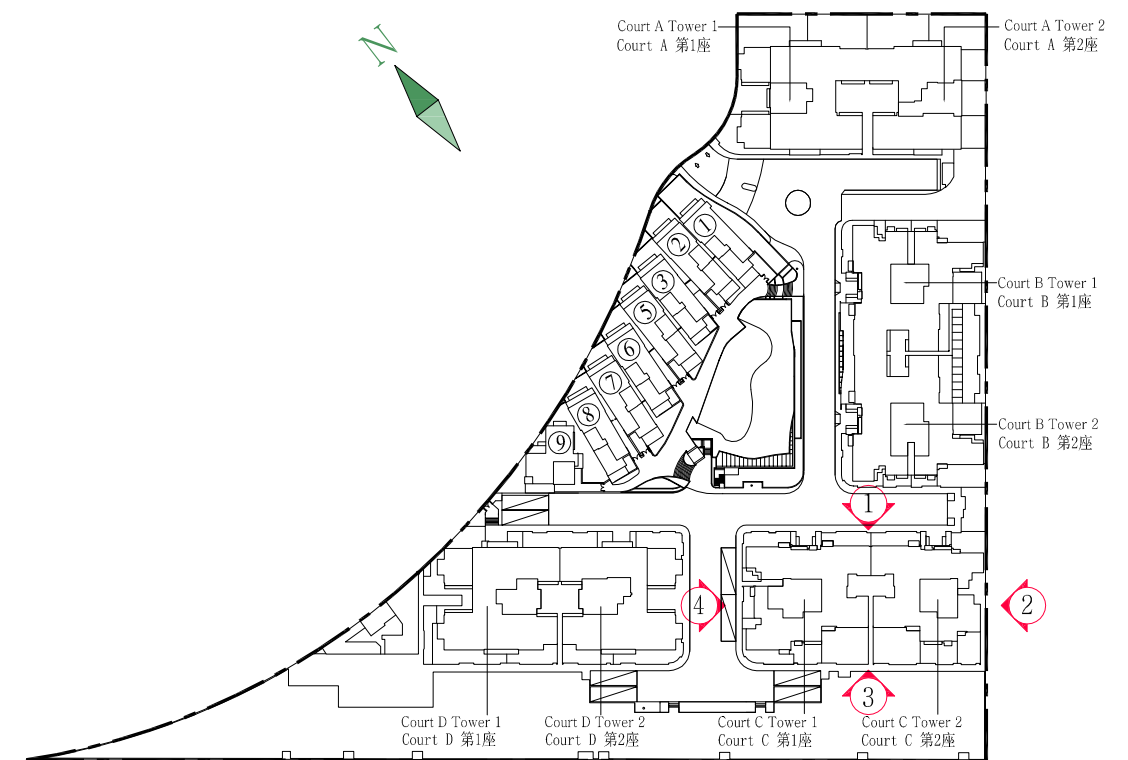 Court A Tower 1
Court A 第1座
Court A Tower 2
Court A 第2座
N
1
2
3
5
6
7
8
9
Court B Tower 1
Court B 第1座
Court B Tower 2
Court B 第2座
1
2
3
4
Court D Tower 1
Court D 第1座
Court D Tower 2
Court D 第2座
Court C Tower 1
Court C 第1座
Court C Tower 2
Court C 第2座